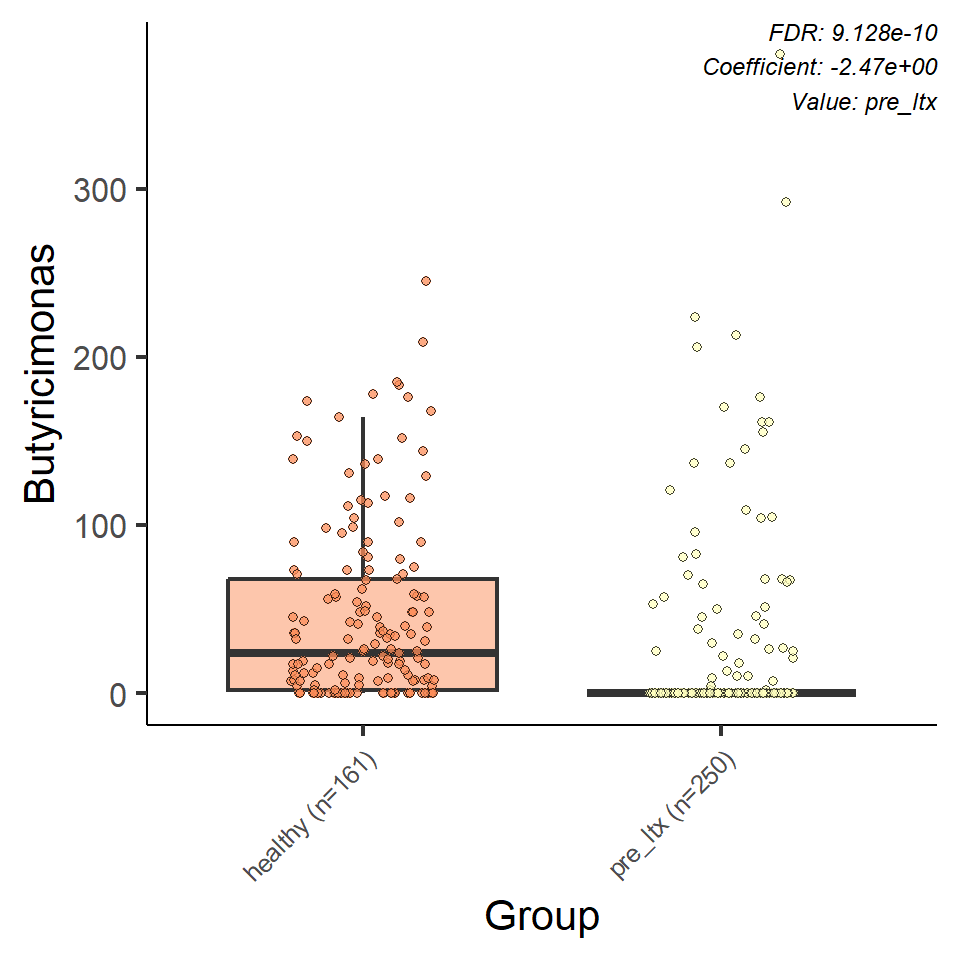 FDR: 9.128e-10
Coefficient: -2.47e+00
Value: pre_ltx
Butyricimonas
300
200
100
0
healthy (n=161)
pre_ltx (n=250)
Group